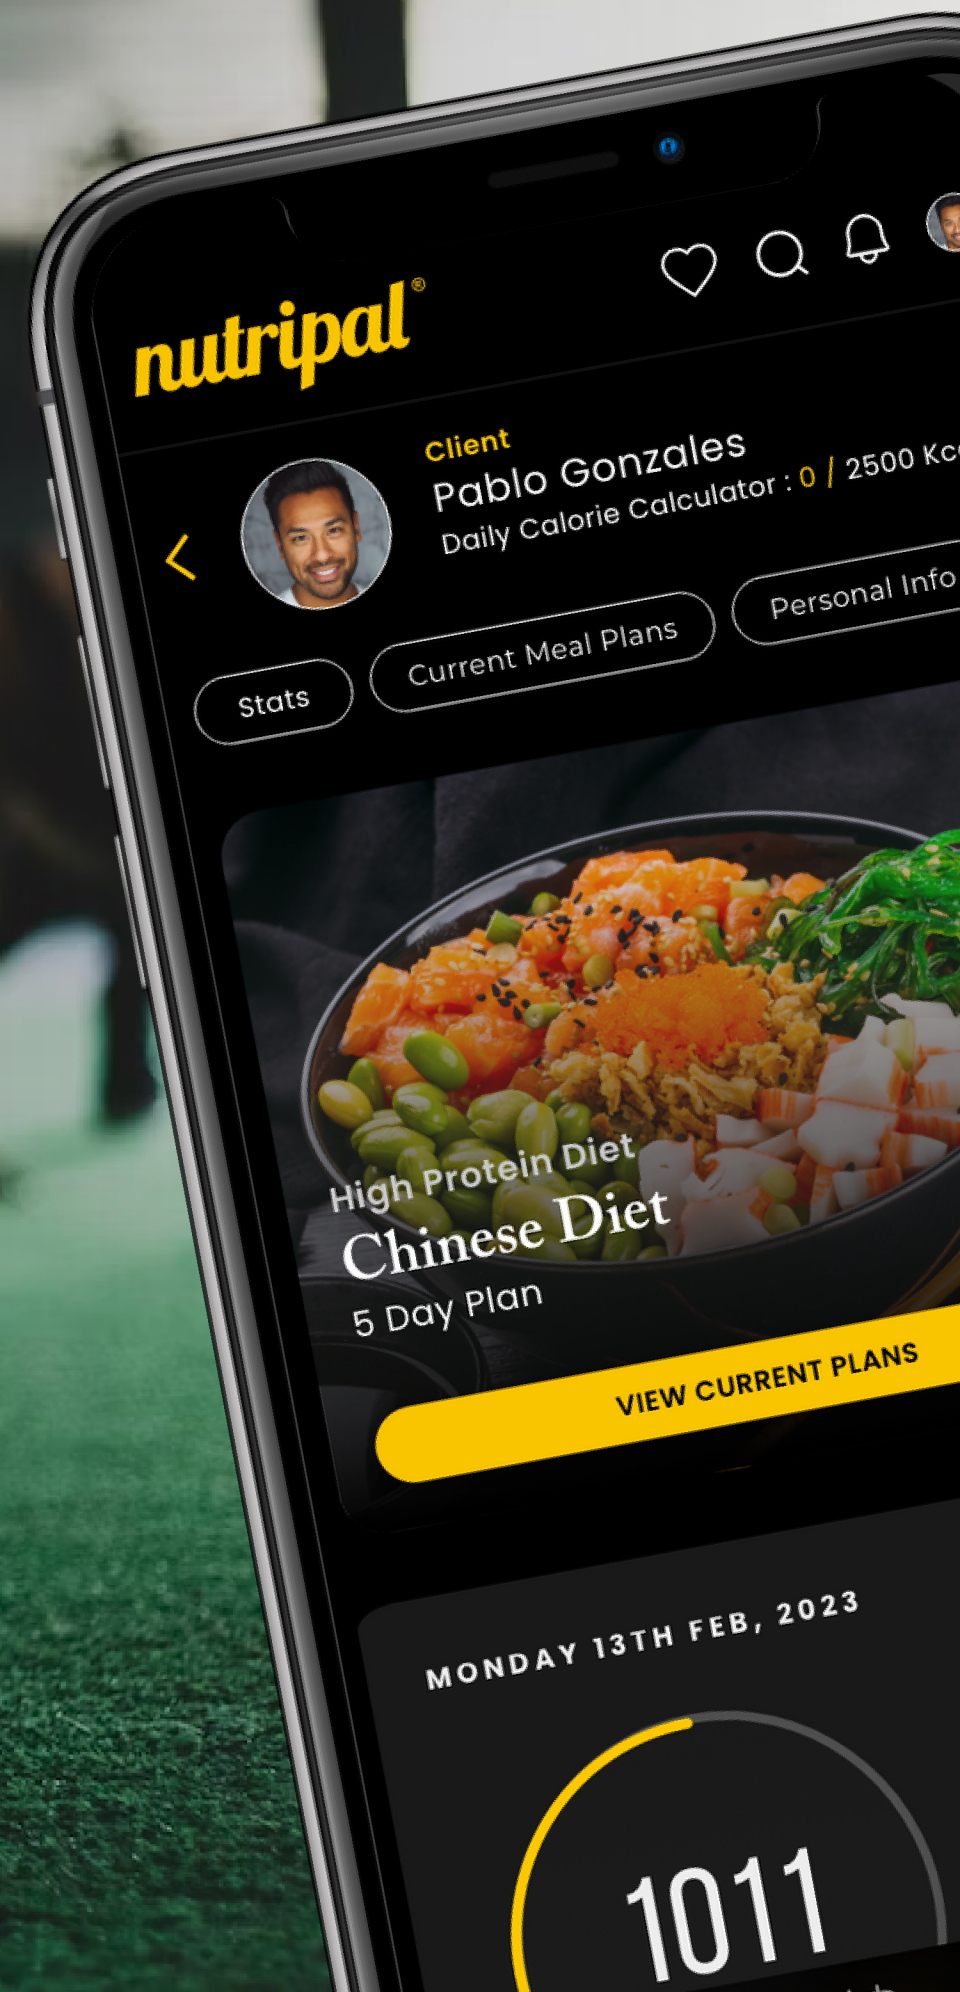 nutripal®
Client
Pablo Gonzales
Daily Calorie Calculator : 0 / 2500
Stats
Current Meal Plans
Personal Info
High Protein Diet
Chinese Diet
5 Day Plan
VIEW CURRENT PLANS
MONDAY 13TH FEB, 2023
1011